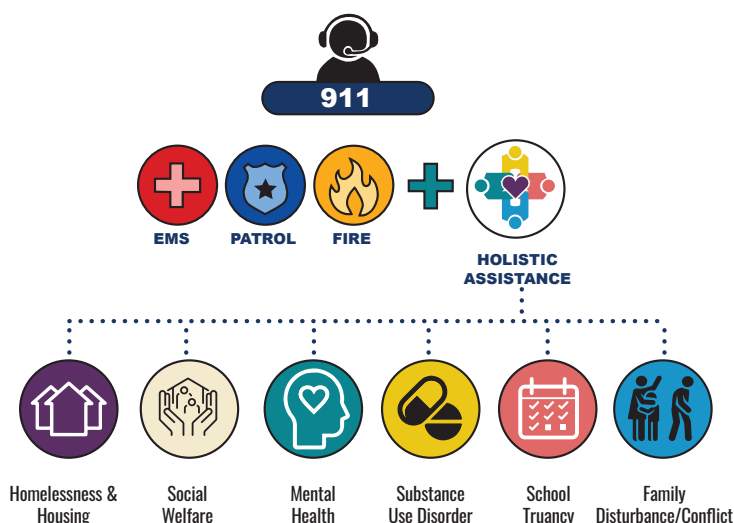 911
EMS
PATROL
FIRE
HOLISTIC
ASSISTANCE
Homelessness &
Housing
Social
Welfare
Mental
Health
Substance
Use Disorder
School
Truancy
Family
Disturbance/Conflict